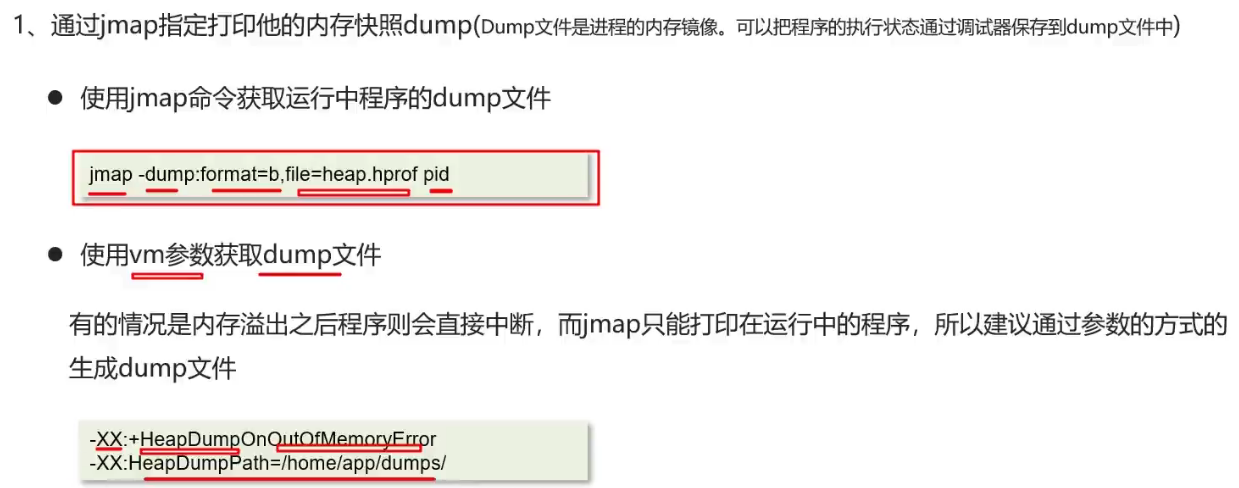 1、通过jmap指定打印他的内存快照dump(Dump文件是进程的内存镜像。可以把程序的执行状态通过调试器保存到dump文件中)
● 使用jmap命令获取运行中程序的dump文件
jmap -dump:format=b,file=heap.hprof pid
● 使用vm参数获取dump文件
有的情况是内存溢出之后程序则会直接中断，而jmap只能打印在运行中的程序，所以建议通过参数的方式的
生成dump文件
-XX:+HeapDumpOnOutOfMemoryError
-XX:HeapDumpPath=/home/app/dumps/